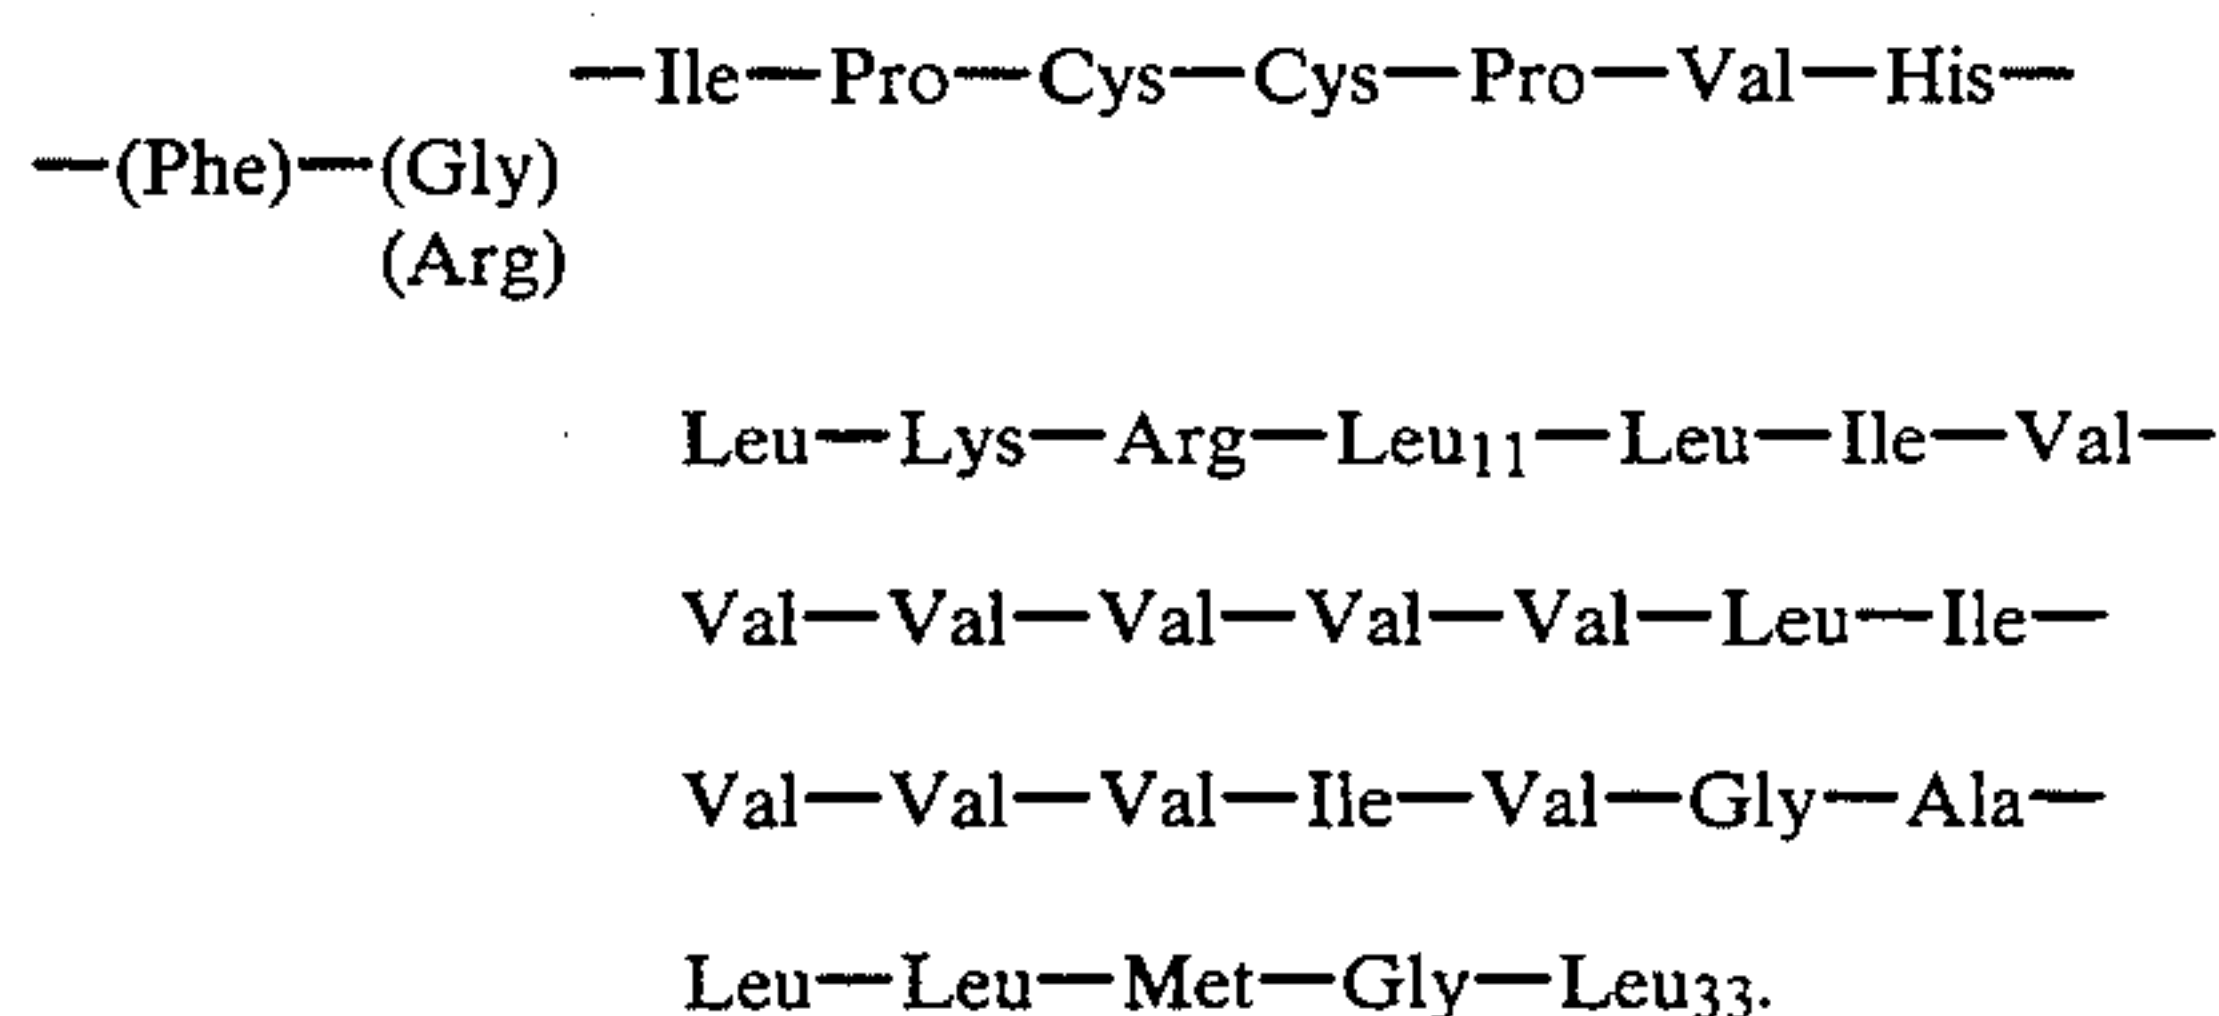 —Ile—Pro—Cys—Cys—Pro—Val—His—
—(Phe)—(Gly)
(Arg)
Leu—Lys—Arg—Leu₁₁—Leu—Ile—Val—
Val—Val—Val—Val—Val—Leu—Ile—
Val—Val—Val—Ile—Val—Gly—Ala—
Leu—Leu—Met—Gly—Leu₃₃.